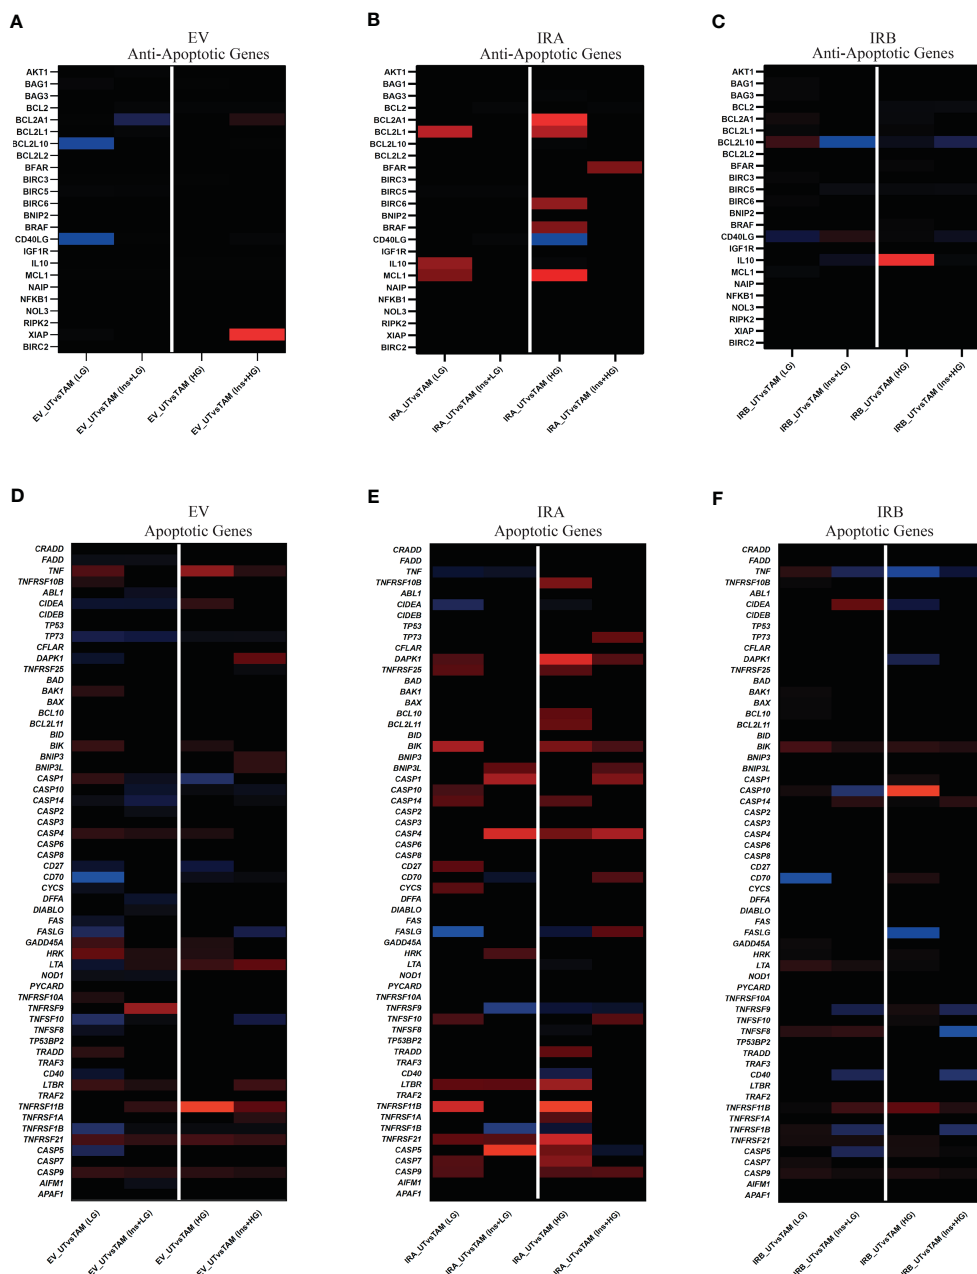 A
EV
Anti-Apoptotic Genes
AKT1
BAG1
BAG3
BCL2
BCL2A1
BCL2L1
BCL2L10
BCL2L2
BFAR
BIRC3
BIRC5
BIRC6
BNIP2
BRAF
CD40LG
IGF1R
IL10
MCL1
NAIP
NFKB1
NOL3
RIPK2
XIAP
BIRC2
EV_UTvsTAM (LG)
EV_UTvsTAM (Ins+LG)
EV_UTvsTAM (HG)
EV_UTvsTAM (Ins+HG)
B
IRA
Anti-Apoptotic Genes
AKT1
BAG1
BAG3
BCL2
BCL2A1
BCL2L1
BCL2L10
BCL2L2
BFAR
BIRC3
BIRC5
BIRC6
BNIP2
BRAF
CD40LG
IGF1R
IL10
MCL1
NAIP
NFKB1
NOL3
RIPK2
XIAP
BIRC2
IRA_UTvsTAM (LG)
IRA_UTvsTAM (Ins+LG)
IRA_UTvsTAM (HG)
IRA_UTvsTAM (Ins+HG)
C
IRB
Anti-Apoptotic Genes
AKT1
BAG1
BAG3
BCL2
BCL2A1
BCL2L1
BCL2L10
BCL2L2
BFAR
BIRC3
BIRC5
BIRC6
BNIP2
BRAF
CD40LG
IGF1R
IL10
MCL1
NAIP
NFKB1
NOL3
RIPK2
XIAP
BIRC2
IRB_UTvsTAM (LG)
IRB_UTvsTAM (Ins+LG)
IRB_UTvsTAM (HG)
IRB_UTvsTAM (Ins+HG)
D
EV
Apoptotic Genes
CRADD
FADD
TNF
TNFRSF10B
ABL1
CIDEA
CIDEB
TP53
TP73
CFLAR
DAPK1
TNFRSF25
BAD
BAK1
BAX
BCL10
BCL2L11
BID
BIK
BNIP3
BNIP3L
CASP1
CASP10
CASP14
CASP2
CASP3
CASP4
CASP6
CASP8
CD27
CD70
CYCS
DFFA
DIABLO
FAS
FASLG
GADD45A
HRK
LTA
NOD1
PYCARD
TNFRSF10A
TNFRSF9
TNFSF10
TNFSF8
TP53BP2
TRADD
TRAF3
CD40
LTBR
TRAF2
TNFRSF11B
TNFRSF1A
TNFRSF1B
TNFRSF21
CASP5
CASP7
CASP9
AIFM1
APAF1
EV_UTvsTAM (LG)
EV_UTvsTAM (Ins+LG)
EV_UTvsTAM (HG)
EV_UTvsTAM (Ins+HG)
E
IRA
Apoptotic Genes
CRADD
FADD
TNF
TNFRSF10B
ABL1
CIDEA
CIDEB
TP53
TP73
CFLAR
DAPK1
TNFRSF25
BAD
BAK1
BAX
BCL10
BCL2L11
BID
BIK
BNIP3
BNIP3L
CASP1
CASP10
CASP14
CASP2
CASP3
CASP4
CASP6
CASP8
CD27
CD70
CYCS
DFFA
DIABLO
FAS
FASLG
GADD45A
HRK
LTA
NOD1
PYCARD
TNFRSF10A
TNFRSF9
TNFSF10
TNFSF8
TP53BP2
TRADD
TRAF3
CD40
LTBR
TRAF2
TNFRSF11B
TNFRSF1A
TNFRSF1B
TNFRSF21
CASP5
CASP7
CASP9
AIFM1
APAF1
IRA_UTvsTAM (LG)
IRA_UTvsTAM (Ins+LG)
IRA_UTvsTAM (HG)
IRA_UTvsTAM (Ins+HG)
F
IRB
Apoptotic Genes
CRADD
FADD
TNF
TNFRSF10B
ABL1
CIDEA
CIDEB
TP53
TP73
CFLAR
DAPK1
TNFRSF25
BAD
BAK1
BAX
BCL10
BCL2L11
BID
BIK
BNIP3
BNIP3L
CASP1
CASP10
CASP14
CASP2
CASP3
CASP4
CASP6
CASP8
CD27
CD70
CYCS
DFFA
DIABLO
FAS
FASLG
GADD45A
HRK
LTA
NOD1
PYCARD
TNFRSF10A
TNFRSF9
TNFSF10
TNFSF8
TP53BP2
TRADD
TRAF3
CD40
LTBR
TRAF2
TNFRSF11B
TNFRSF1A
TNFRSF1B
TNFRSF21
CASP5
CASP7
CASP9
AIFM1
APAF1
IRB_UTvsTAM (LG)
IRB_UTvsTAM (Ins+LG)
IRB_UTvsTAM (HG)
IRB_UTvsTAM (Ins+HG)